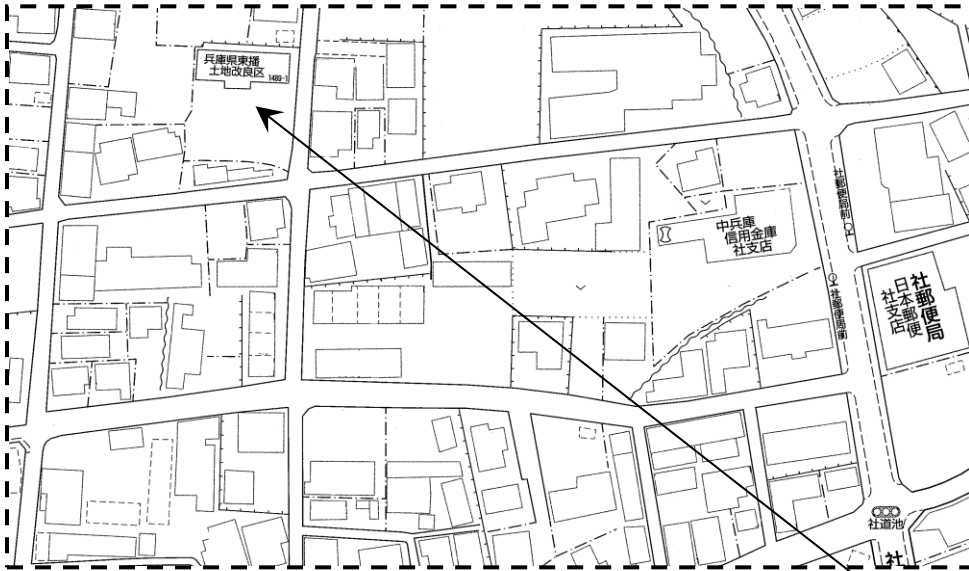 兵庫県東播
土地改良区
1480-1
社郵便局前
中兵庫
信用金庫
社支店
社郵便局
日本郵便
社支店
社郵便局前
社道池
社